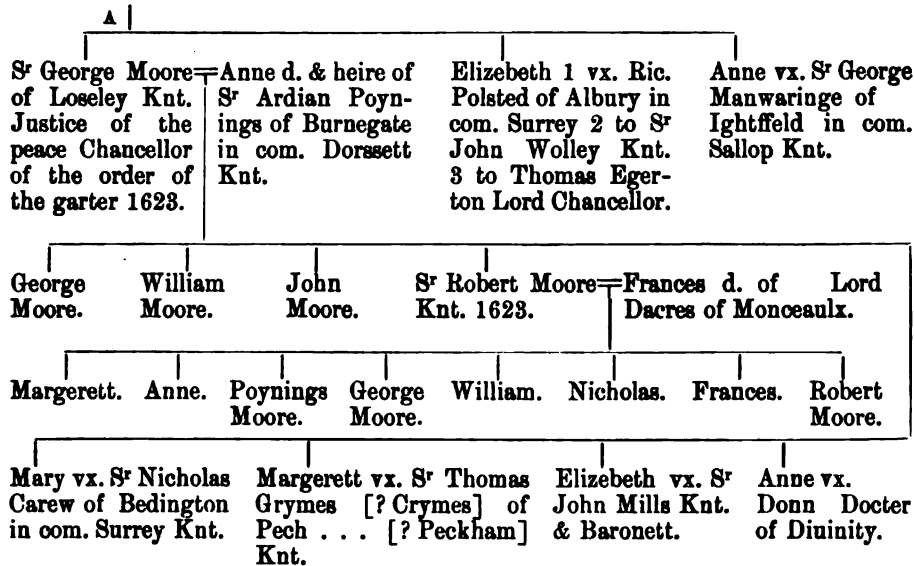 A
Sr George Moore
of Loseley Knt.
Justice of the
peace Chancellor
of the order of
the garter 1623.
Anne d. & heire of
Sr Ardian Poyn-
ings of Burnegate
in com. Dorssett
Knt.
Elizebeth 1 vx. Ric.
Polsted of Albury in
com. Surrey 2 to Sr
John Wolley Knt.
3 to Thomas Eger-
ton Lord Chancellor.
Anne vx. Sr George
Manwaringe of
Ightffeld in com.
Sallop Knt.
George
Moore.
William
Moore.
John
Moore.
Sr Robert Moore
Knt. 1623.
Frances d. of Lord
Dacres of Monceaulx.
Margerett.
Anne.
Poynings
Moore.
George
Moore.
William.
Nicholas.
Frances.
Robert
Moore.
Mary vx. Sr Nicholas
Carew of Bedington
in com. Surrey Knt.
Margerett vx. Sr Thomas
Grymes [? Crymes] of
Pech . . . [? Peckham]
Knt.
Elizebeth vx. Sr
John Mills Knt.
& Baronett.
Anne vx.
Donn Docter
of Diuinity.